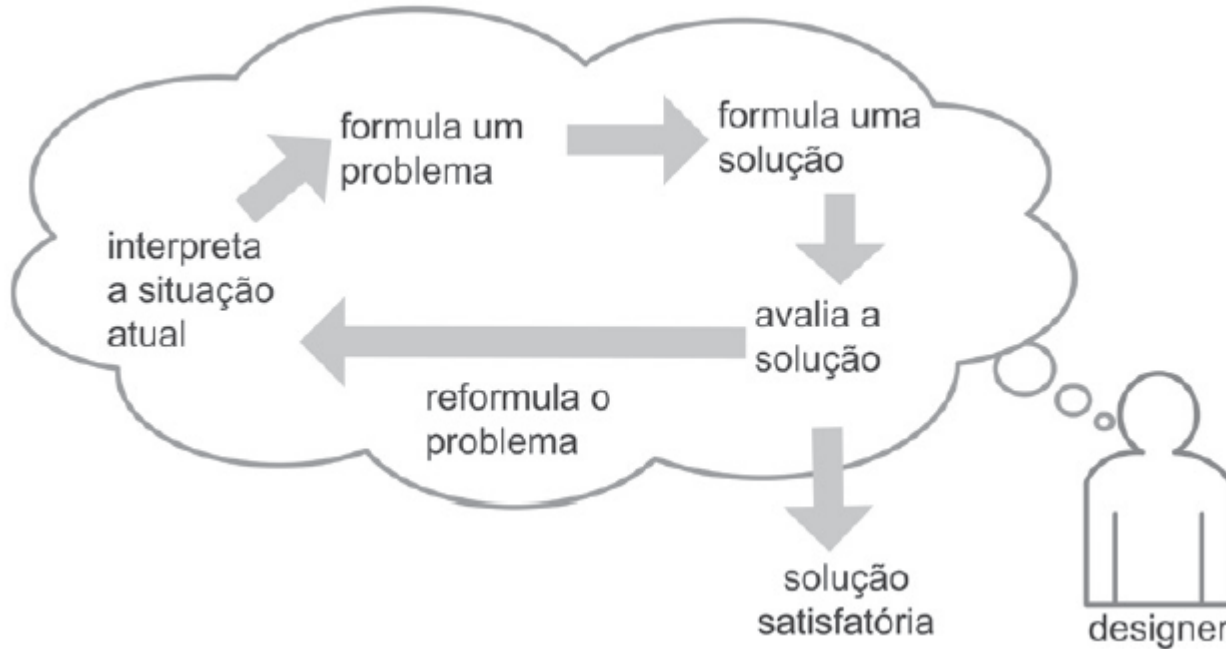 formula um
problema
formula uma
solução
interpreta
a situação
atual
avalia a
solução
reformula o
problema
solução
satisfatória
designer